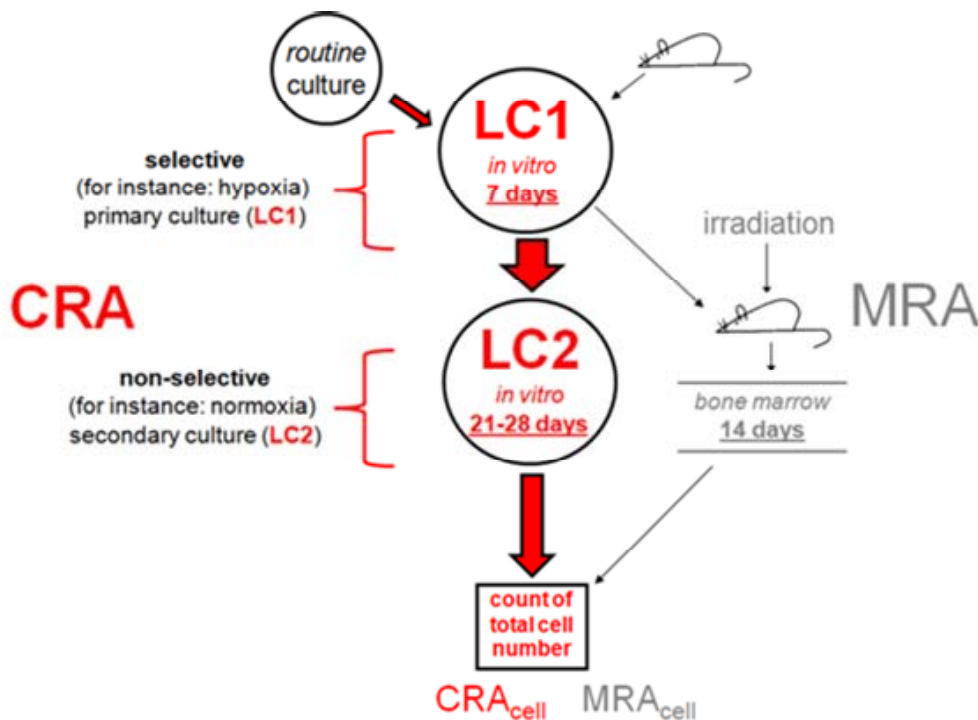 routine
culture
LC1
in vitro
7 days
selective
(for instance: hypoxia)
primary culture (LC1)
irradiation
CRA
MRA
LC2
in vitro
21-28 days
non-selective
(for instance: normoxia)
secondary culture (LC2)
bone marrow
14 days
count of
total cell
number
CRAcell MRAcell